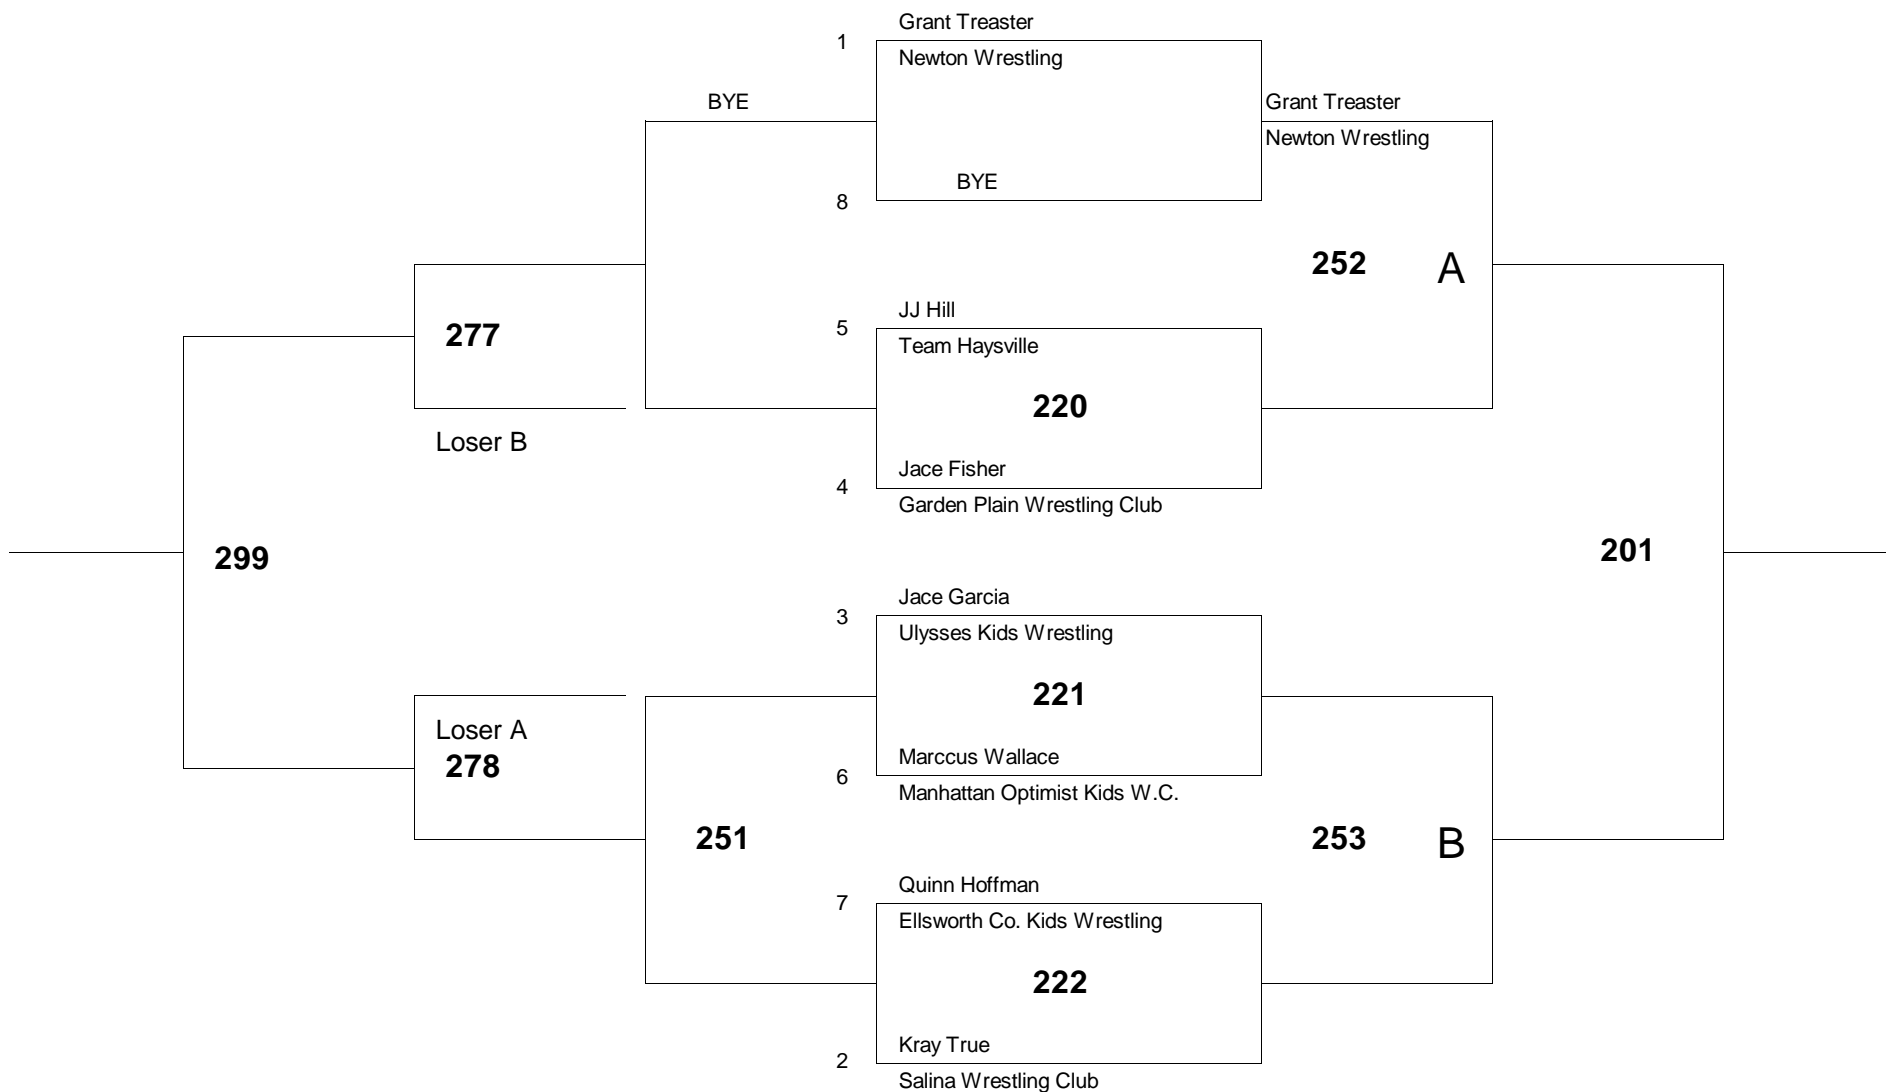 Grant Treaster
1
Newton Wrestling
BYE
Grant Treaster
Newton Wrestling
BYE
8
252 A
JJ Hill
5
277
Team Haysville
220
Loser B
Jace Fisher
4
Garden Plain Wrestling Club
299
201
Jace Garcia
3
Ulysses Kids Wrestling
221
Loser A
278
Marccus Wallace
6
Manhattan Optimist Kids W.C.
251
253 B
Quinn Hoffman
7
Ellsworth Co. Kids Wrestling
222
Kray True
2
Salina Wrestling Club